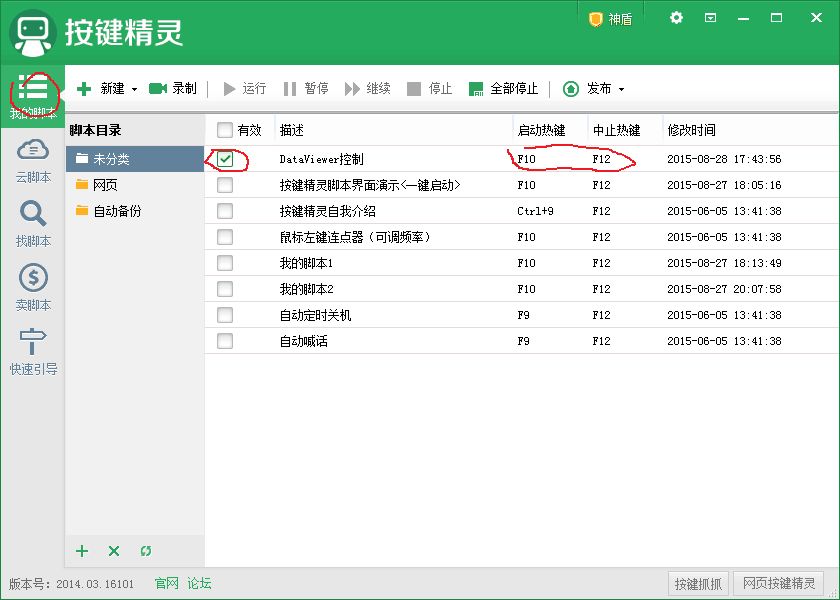 按键精灵
神盾
我的脚本
云脚本
找脚本
卖脚本
快速引导
新建 录制 运行 暂停 继续 停止 全部停止 发布
脚本目录
未分类
网页
自动备份
有效 描述 启动热键 中止热键 修改时间
DataViewer控制 F10 F12 2015-08-28 17:43:56
按键精灵脚本界面演示<一键启动> F10 F12 2015-08-27 18:05:16
按键精灵自我介绍 Ctrl+9 F12 2015-06-05 13:41:38
鼠标左键连点器（可调频率） F10 F12 2015-06-05 13:41:38
我的脚本1 F10 F12 2015-08-27 18:13:49
我的脚本2 F10 F12 2015-08-27 20:07:58
自动定时关机 F9 F12 2015-06-05 13:41:38
自动喊话 F9 F12 2015-06-05 13:41:38
版本号：2014.03.16101 官网 论坛 按键抓抓 网页按键精灵